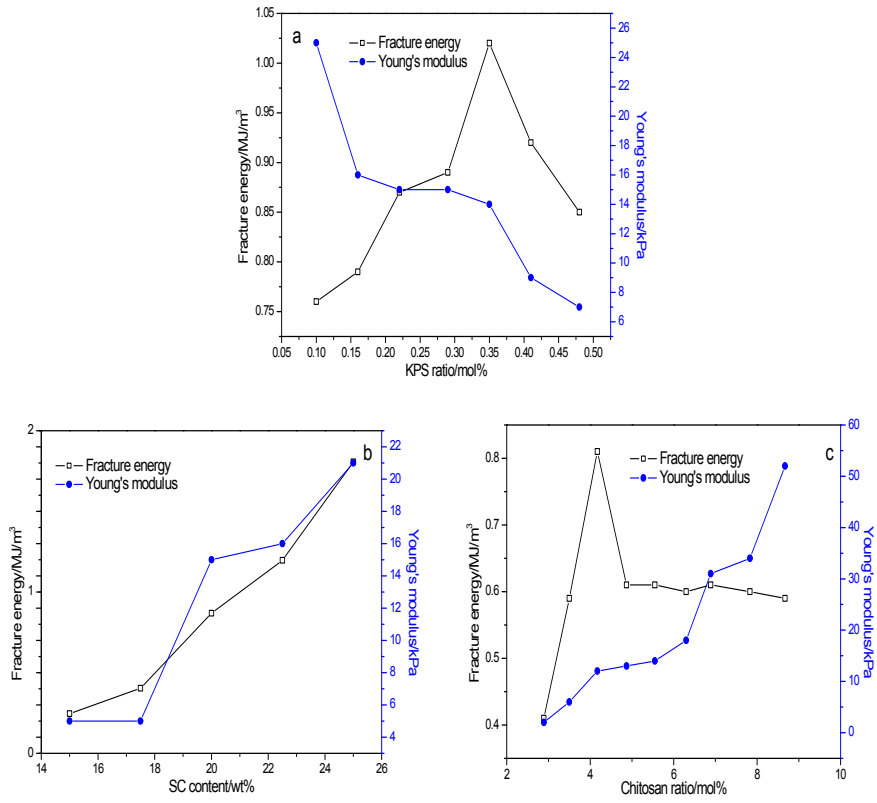 a
Fracture energy
Young's modulus
1.05
1.00
0.95
0.90
0.85
0.80
0.75
Fracture energy/MJ/m³
26
24
22
20
18
16
14
12
10
8
6
Young's modulus/kPa
0.05 0.10 0.15 0.20 0.25 0.30 0.35 0.40 0.45 0.50
KPS ratio/mol%
b
Fracture energy
Young's modulus
2
1
0
Fracture energy/MJ/m³
22
20
18
16
14
12
10
8
6
4
Young's modulus/kPa
14 16 18 20 22 24 26
SC content/wt%
c
Fracture energy
Young's modulus
0.8
0.7
0.6
0.5
0.4
Fracture energy/MJ/m³
60
50
40
30
20
10
0
Young's modulus/kPa
2 4 6 8 10
Chitosan ratio/mol%